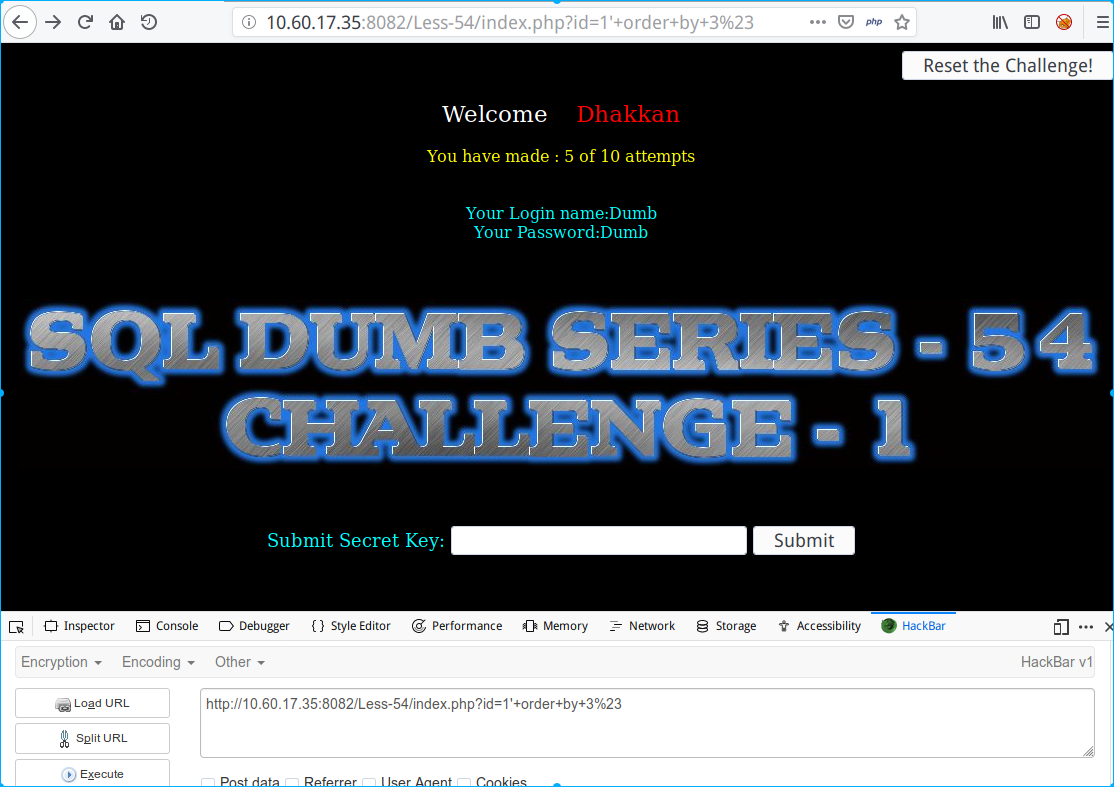 10.60.17.35:8082/Less-54/index.php?id=1'+order+by+3%23
php
Reset the Challenge!
Welcome Dhakkan
You have made : 5 of 10 attempts
Your Login name:Dumb
Your Password:Dumb
SQL DUMB SERIES - 54
CHALLENGE - 1
Submit Secret Key: Submit
Inspector Console Debugger { } Style Editor Performance Memory Network Storage Accessibility HackBar
Encryption Encoding Other HackBar v1
Load URL http://10.60.17.35:8082/Less-54/index.php?id=1'+order+by+3%23
Split URL
Execute
Post data Referrer User Agent Cookies